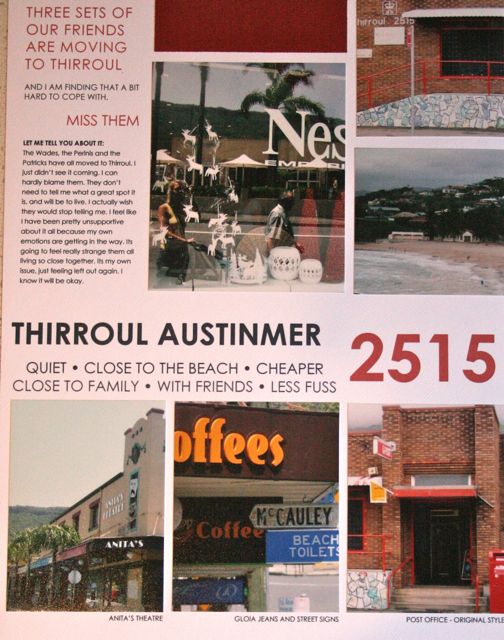 THREE SETS OF
OUR FRIENDS
ARE MOVING
TO THIRROUL
AND I AM FINDING THAT A BIT
HARD TO COPE WITH.
MISS THEM
LET ME TELL YOU ABOUT IT:
The Wades, the Perinis and the
Patricks have all moved to Thirroul. I
just didn't see it coming. I can
hardly blame them. They don't
need to tell me what a great spot it
is, and will be to live. I actually wish
they would stop telling me. I feel like
I have been pretty unsupportive
about it all because my own
emotions are getting in the way. Its
going to feel really strange them all
living so close together. Its my own
issue, just feeling left out again. I
know it will be okay.
Nes
EMP
Thirroul 2515
THIRROUL AUSTINMER
2515
QUIET • CLOSE TO THE BEACH • CHEAPER
CLOSE TO FAMILY • WITH FRIENDS • LESS FUSS
ANITA'S
THEATRE
ANITA'S
offees
Coffee
McCAULEY
BEACH
TOILETS
ANITA'S THEATRE
GLOIA JEANS AND STREET SIGNS
POST OFFICE - ORIGINAL STYL